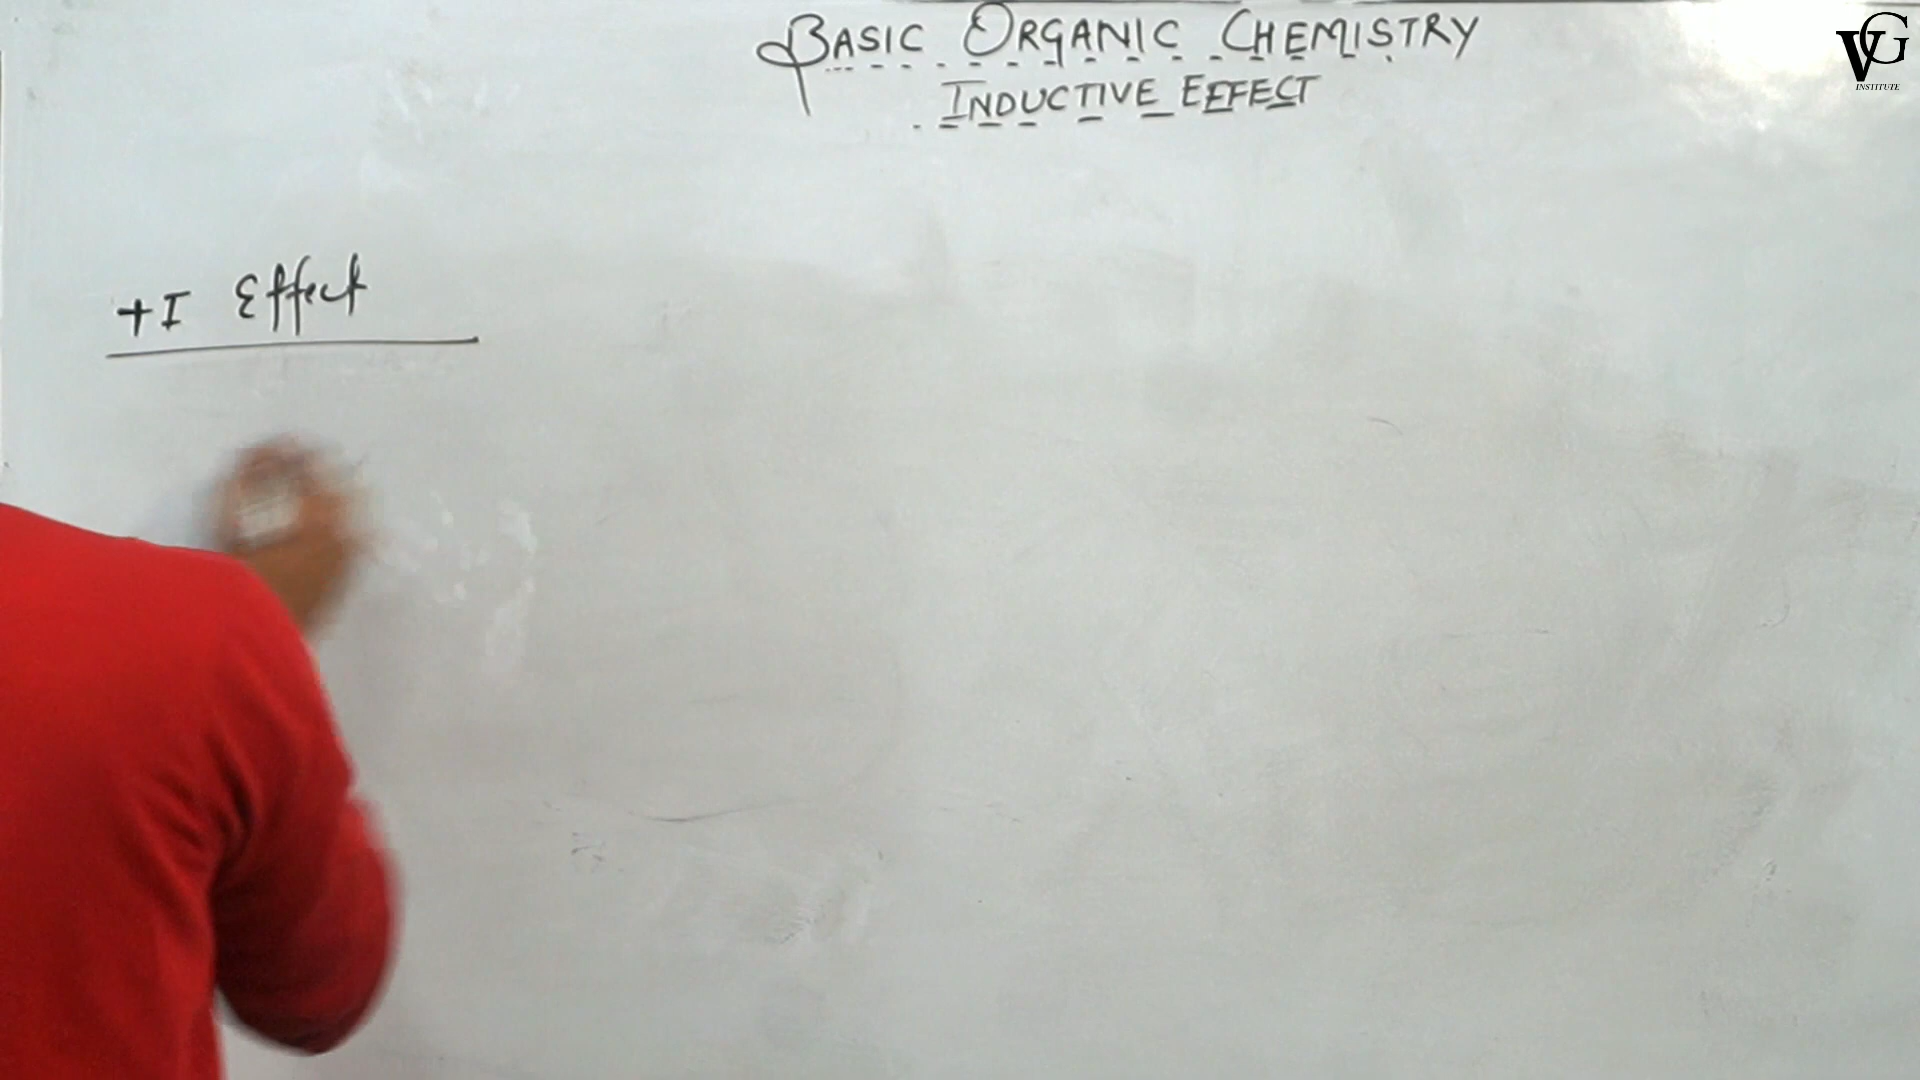 BASIC ORGANIC CHEMISTRY
INDUCTIVE EFFECT
VG
INSTITUTE
+I Effect